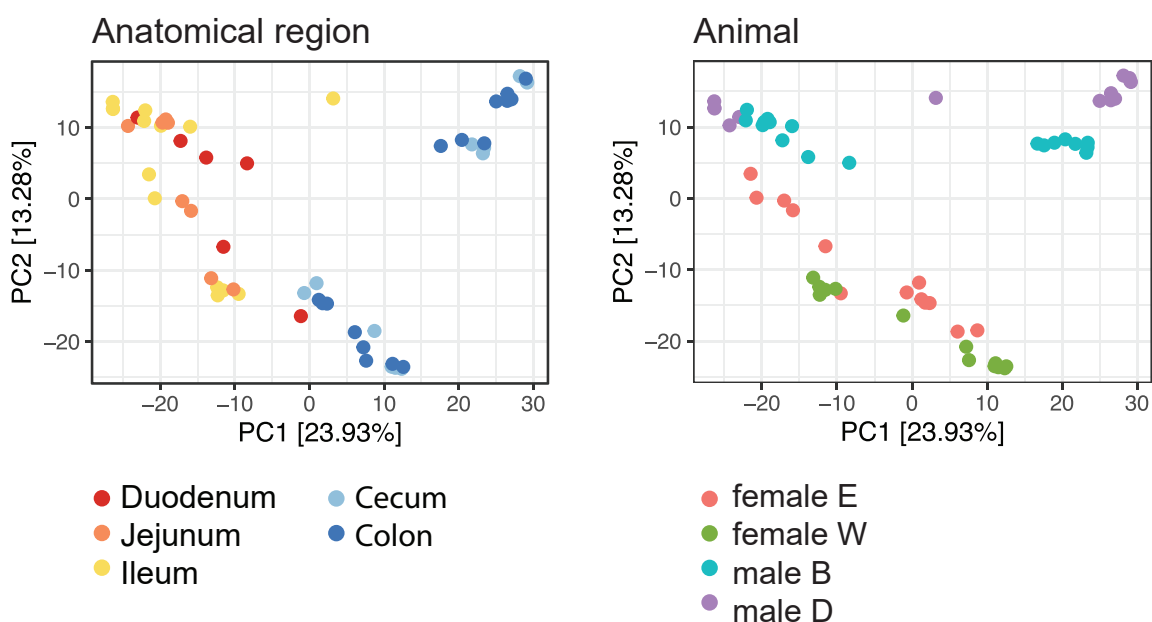 Anatomical region
PC2 [13.28%]
10
0
−10
−20
−20 −10 0 10 20 30
PC1 [23.93%]
Duodenum
Jejunum
Ileum
Cecum
Colon
Animal
PC2 [13.28%]
10
0
−10
−20
−20 −10 0 10 20 30
PC1 [23.93%]
female E
female W
male B
male D